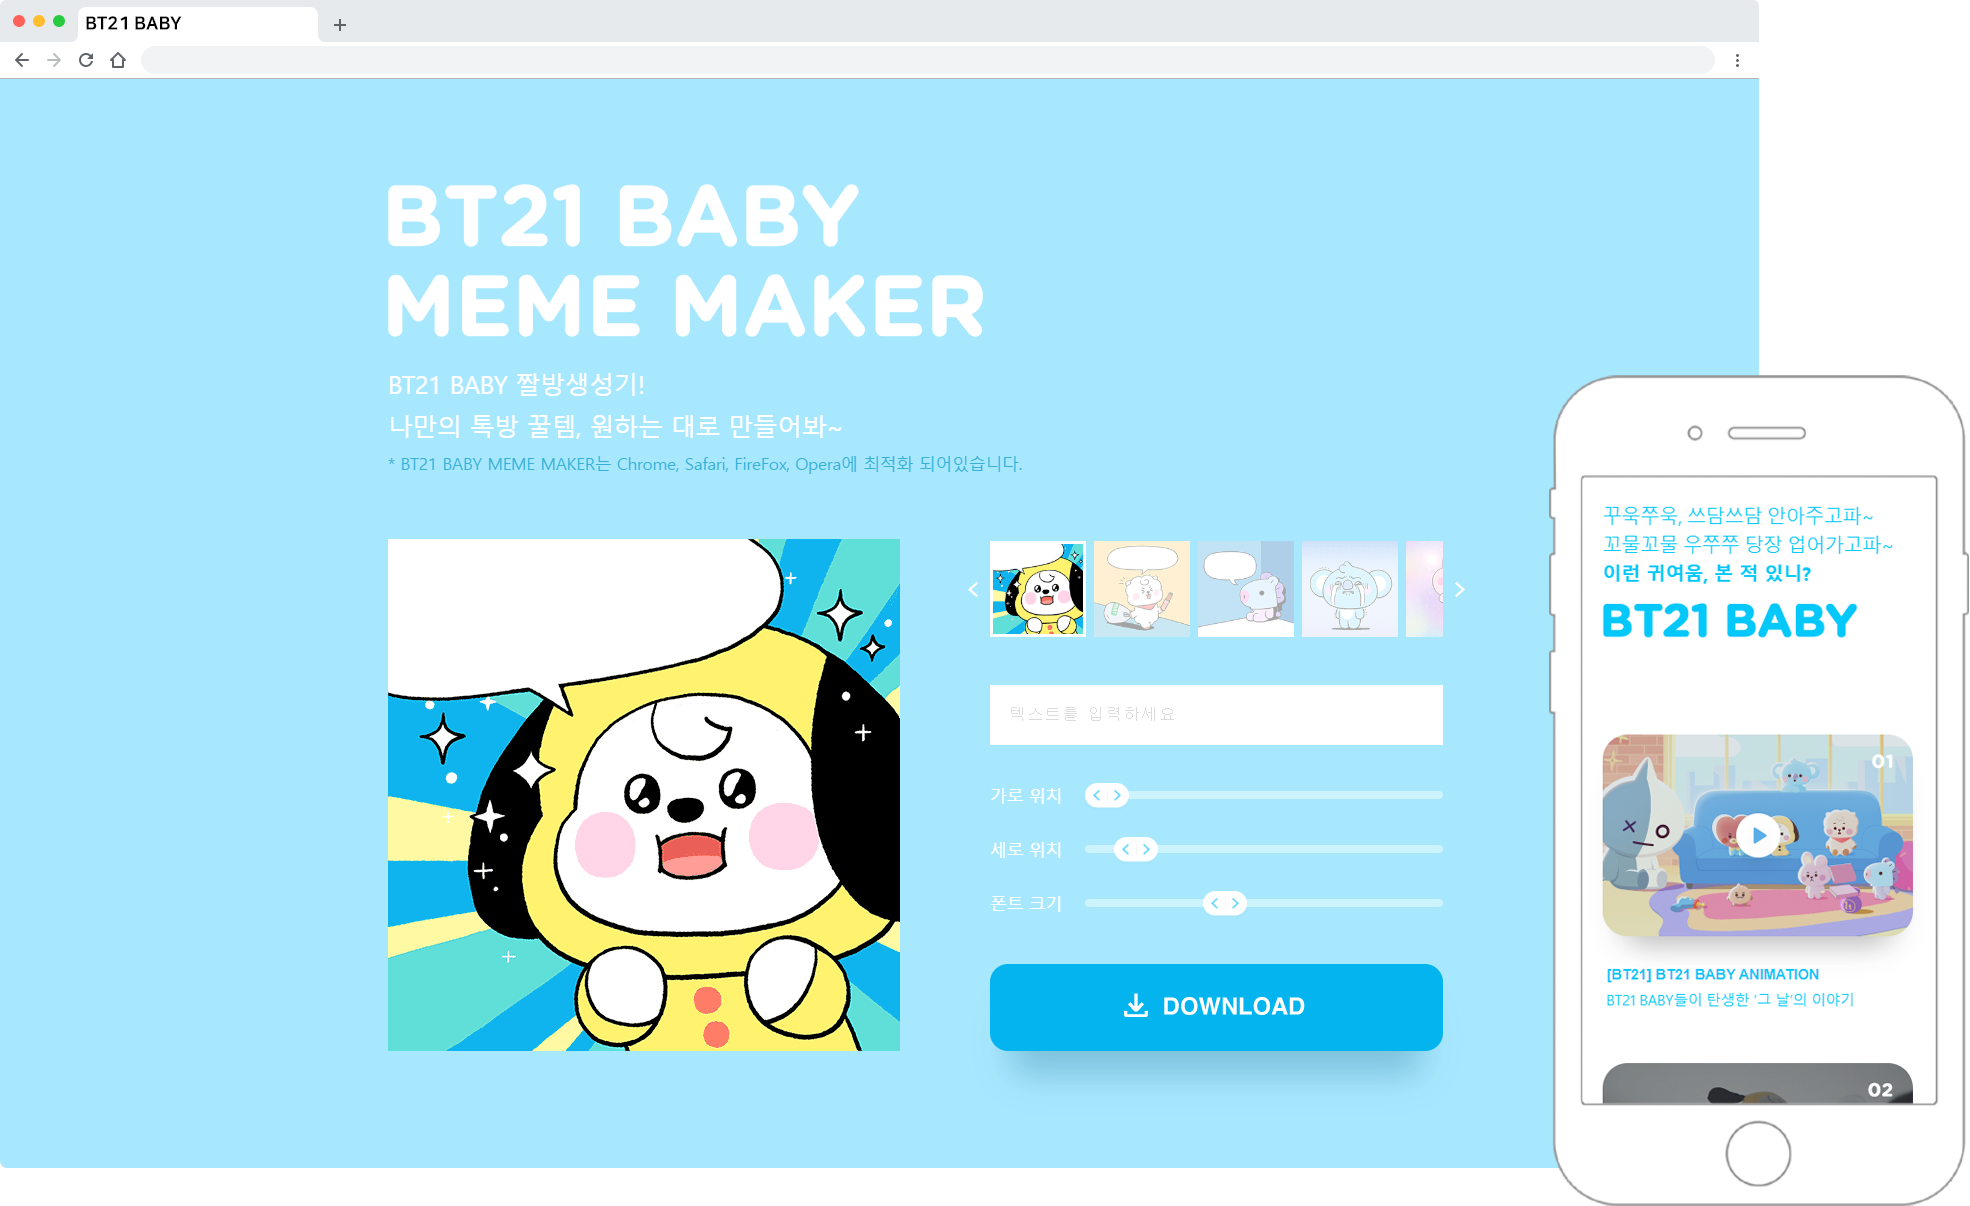 BT21 BABY
BT21 BABY
MEME MAKER
BT21 BABY 짤방생성기!
나만의 톡방 꿀템, 원하는 대로 만들어봐~
* BT21 BABY MEME MAKER는 Chrome, Safari, FireFox, Opera에 최적화 되어있습니다.
텍스트를 입력하세요
가로 위치
세로 위치
폰트 크기
DOWNLOAD
꾸욱쭈욱, 쓰담쓰담 안아주고파~
꼬물꼬물 우쭈쭈 당장 업어가고파~
이런 귀여움, 본 적 있니?
BT21 BABY
01
[BT21] BT21 BABY ANIMATION
BT21 BABY들이 탄생한 '그 날'의 이야기
02